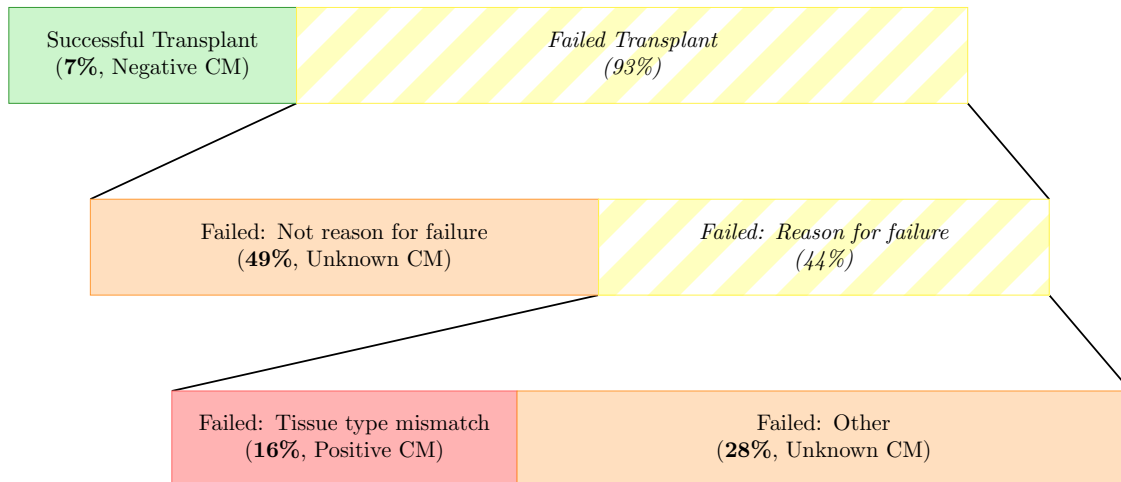 Successful Transplant
(7%, Negative CM)
Failed Transplant
(93%)
Failed: Not reason for failure
(49%, Unknown CM)
Failed: Reason for failure
(44%)
Failed: Tissue type mismatch
(16%, Positive CM)
Failed: Other
(28%, Unknown CM)